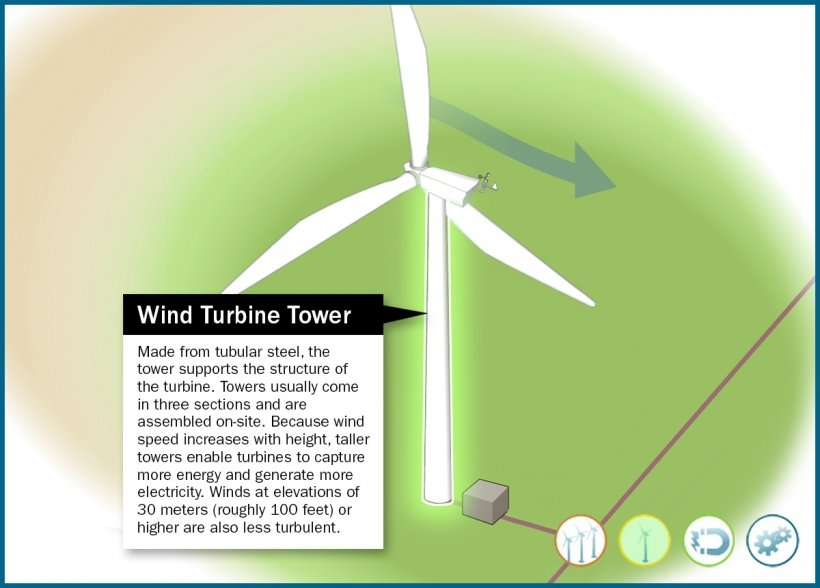 Wind Turbine Tower
Made from tubular steel, the
tower supports the structure of
the turbine. Towers usually come
in three sections and are
assembled on-site. Because wind
speed increases with height, taller
towers enable turbines to capture
more energy and generate more
electricity. Winds at elevations of
30 meters (roughly 100 feet) or
higher are also less turbulent.